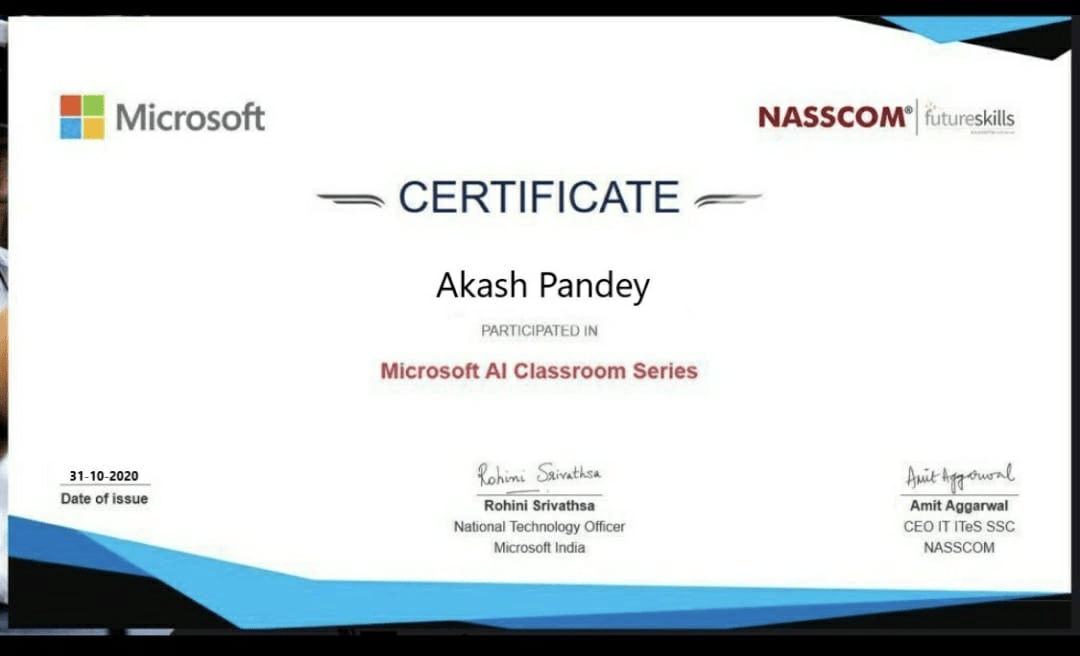 Microsoft
NASSCOM® futureskills
CERTIFICATE
Akash Pandey
PARTICIPATED IN
Microsoft AI Classroom Series
31-10-2020
Date of issue
Rohini Srivathsa
Rohini Srivathsa
National Technology Officer
Microsoft India
Amit Aggarwal
Amit Aggarwal
CEO IT ITeS SSC
NASSCOM